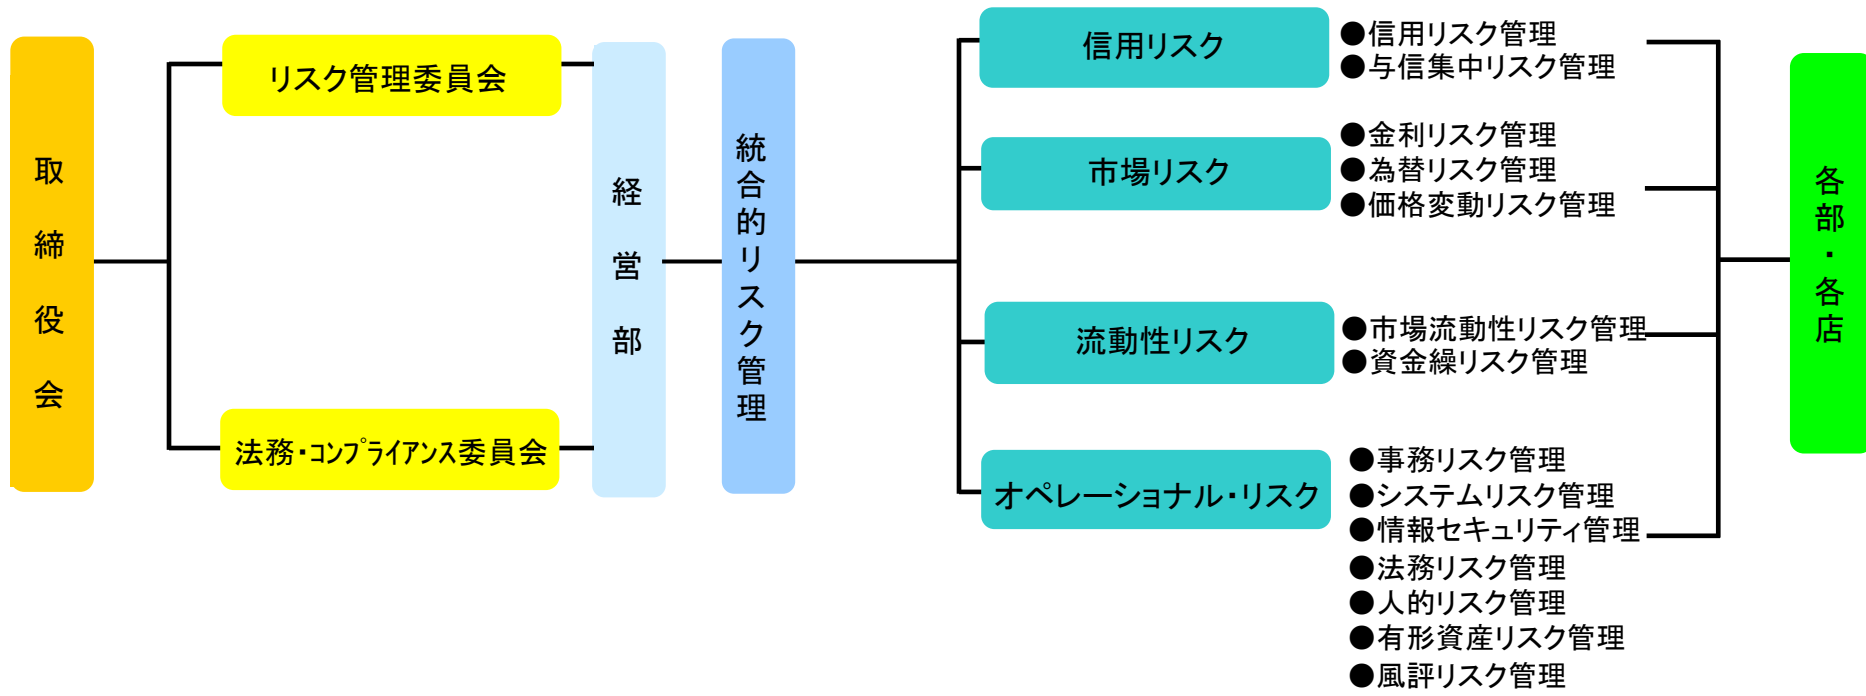 取締役会
リスク管理委員会
法務・コンプライアンス委員会
経営部
統合的リスク管理
信用リスク
●信用リスク管理
●与信集中リスク管理
市場リスク
●金利リスク管理
●為替リスク管理
●価格変動リスク管理
流動性リスク
●市場流動性リスク管理
●資金繰リスク管理
オペレーショナル・リスク
●事務リスク管理
●システムリスク管理
●情報セキュリティ管理
●法務リスク管理
●人的リスク管理
●有形資産リスク管理
●風評リスク管理
各部・各店